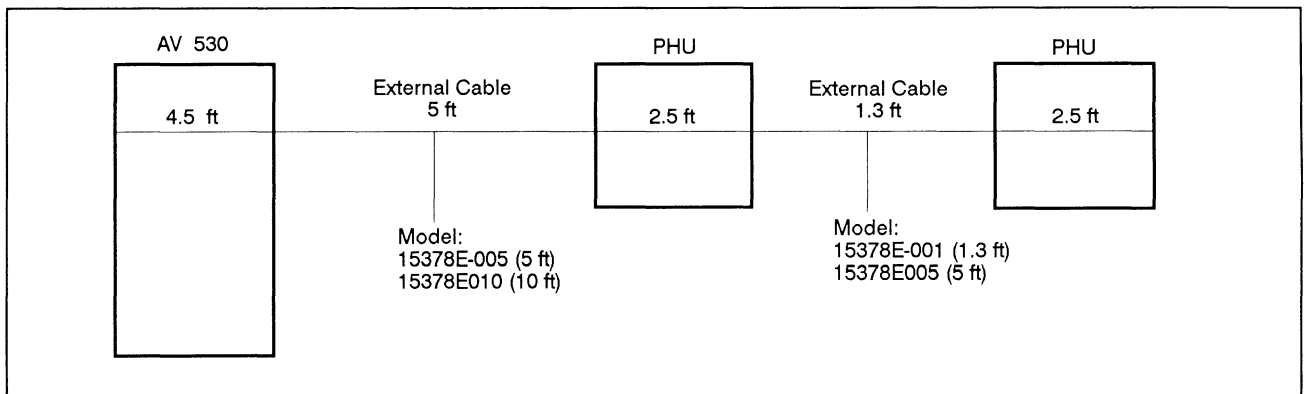 AV 530
PHU
PHU
External Cable
5 ft
External Cable
1.3 ft
4.5 ft
2.5 ft
2.5 ft
Model:
15378E-005 (5 ft)
15378E010 (10 ft)
Model:
15378E-001 (1.3 ft)
15378E005 (5 ft)